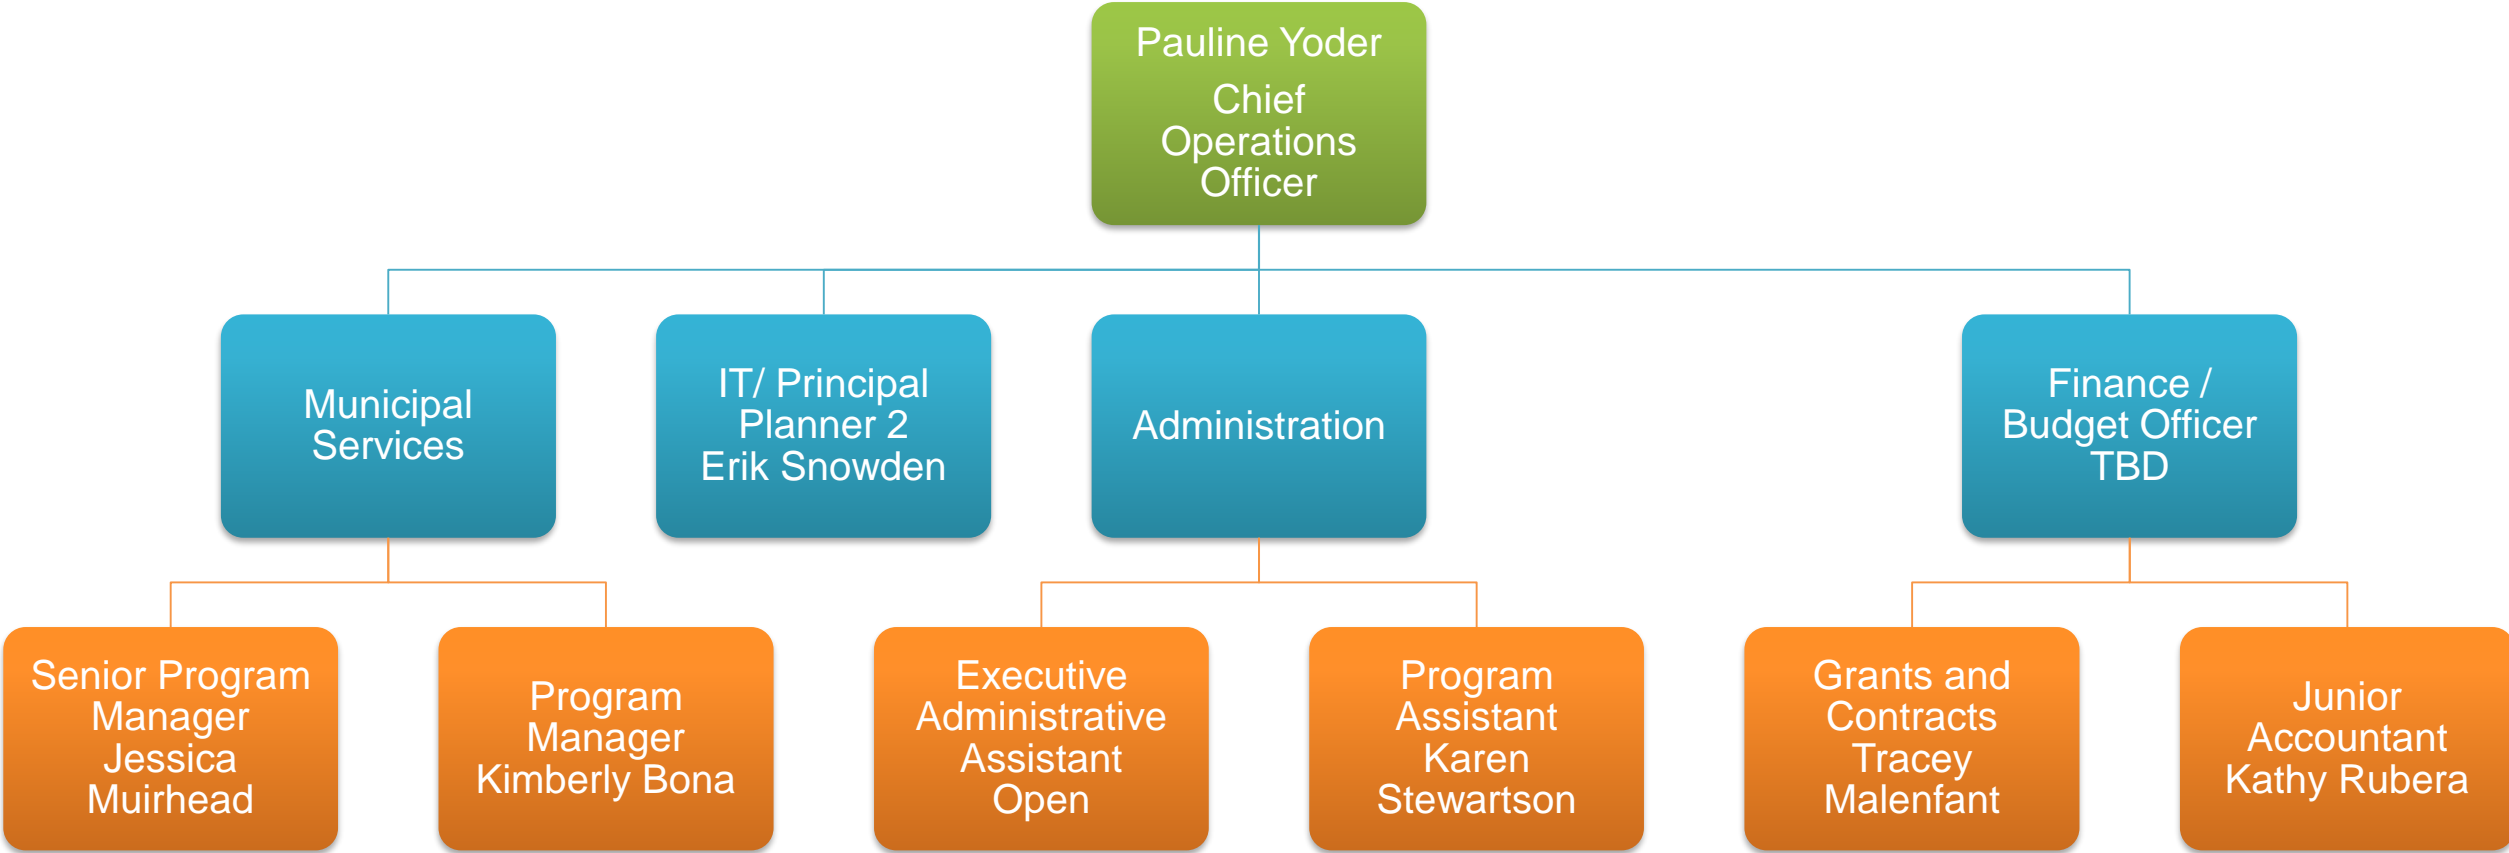 Pauline Yoder
Chief
Operations
Officer
Municipal
Services
IT/ Principal
Planner 2
Erik Snowden
Administration
Finance /
Budget Officer
TBD
Senior Program
Manager
Jessica
Muirhead
Program
Manager
Kimberly Bona
Executive
Administrative
Assistant
Open
Program
Assistant
Karen
Stewartson
Grants and
Contracts
Tracey
Malenfant
Junior
Accountant
Kathy Rubera